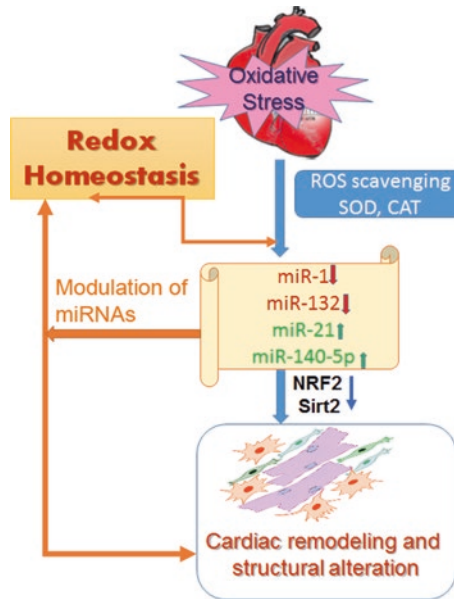 Oxidative
Stress
Redox
Homeostasis
ROS scavenging
SOD, CAT
miR-1↓
miR-132↓
miR-21↑
miR-140-5p↑
Modulation of
miRNAs
NRF2
Sirt2 ↓
Cardiac remodeling and
structural alteration